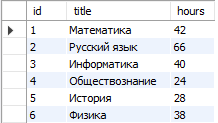 id title hours
1 Математика 42
2 Русский язык 66
3 Информатика 40
4 Обществознание 24
5 История 28
6 Физика 38